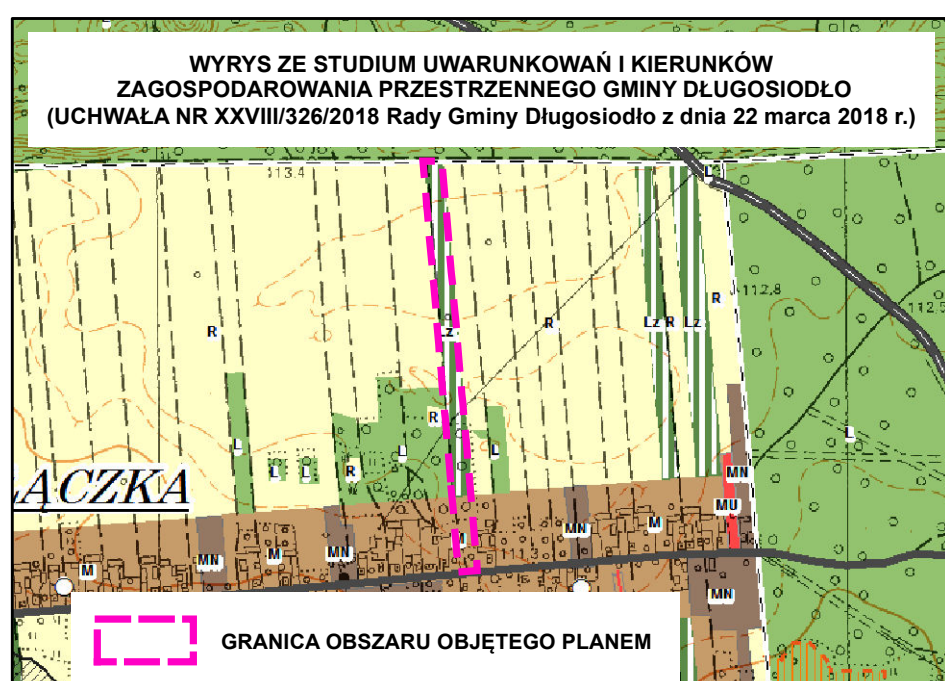 WYRYS ZE STUDIUM UWARUNKOWAŃ I KIERUNKÓW
ZAGOSPODAROWANIA PRZESTRZENNEGO GMINY DŁUGOSIODŁO
(UCHWAŁA NR XXVIII/326/2018 Rady Gminy Długosiodło z dnia 22 marca 2018 r.)
113.4
L
112.8
R
112.5
R
Lz
R
Lz R Lz
R
L
L
L
L
R
L
L
ĄCZKA
MN
MU
M
MN
M
MN
MN
M
111.3
MN
GRANICA OBSZARU OBJĘTEGO PLANEM